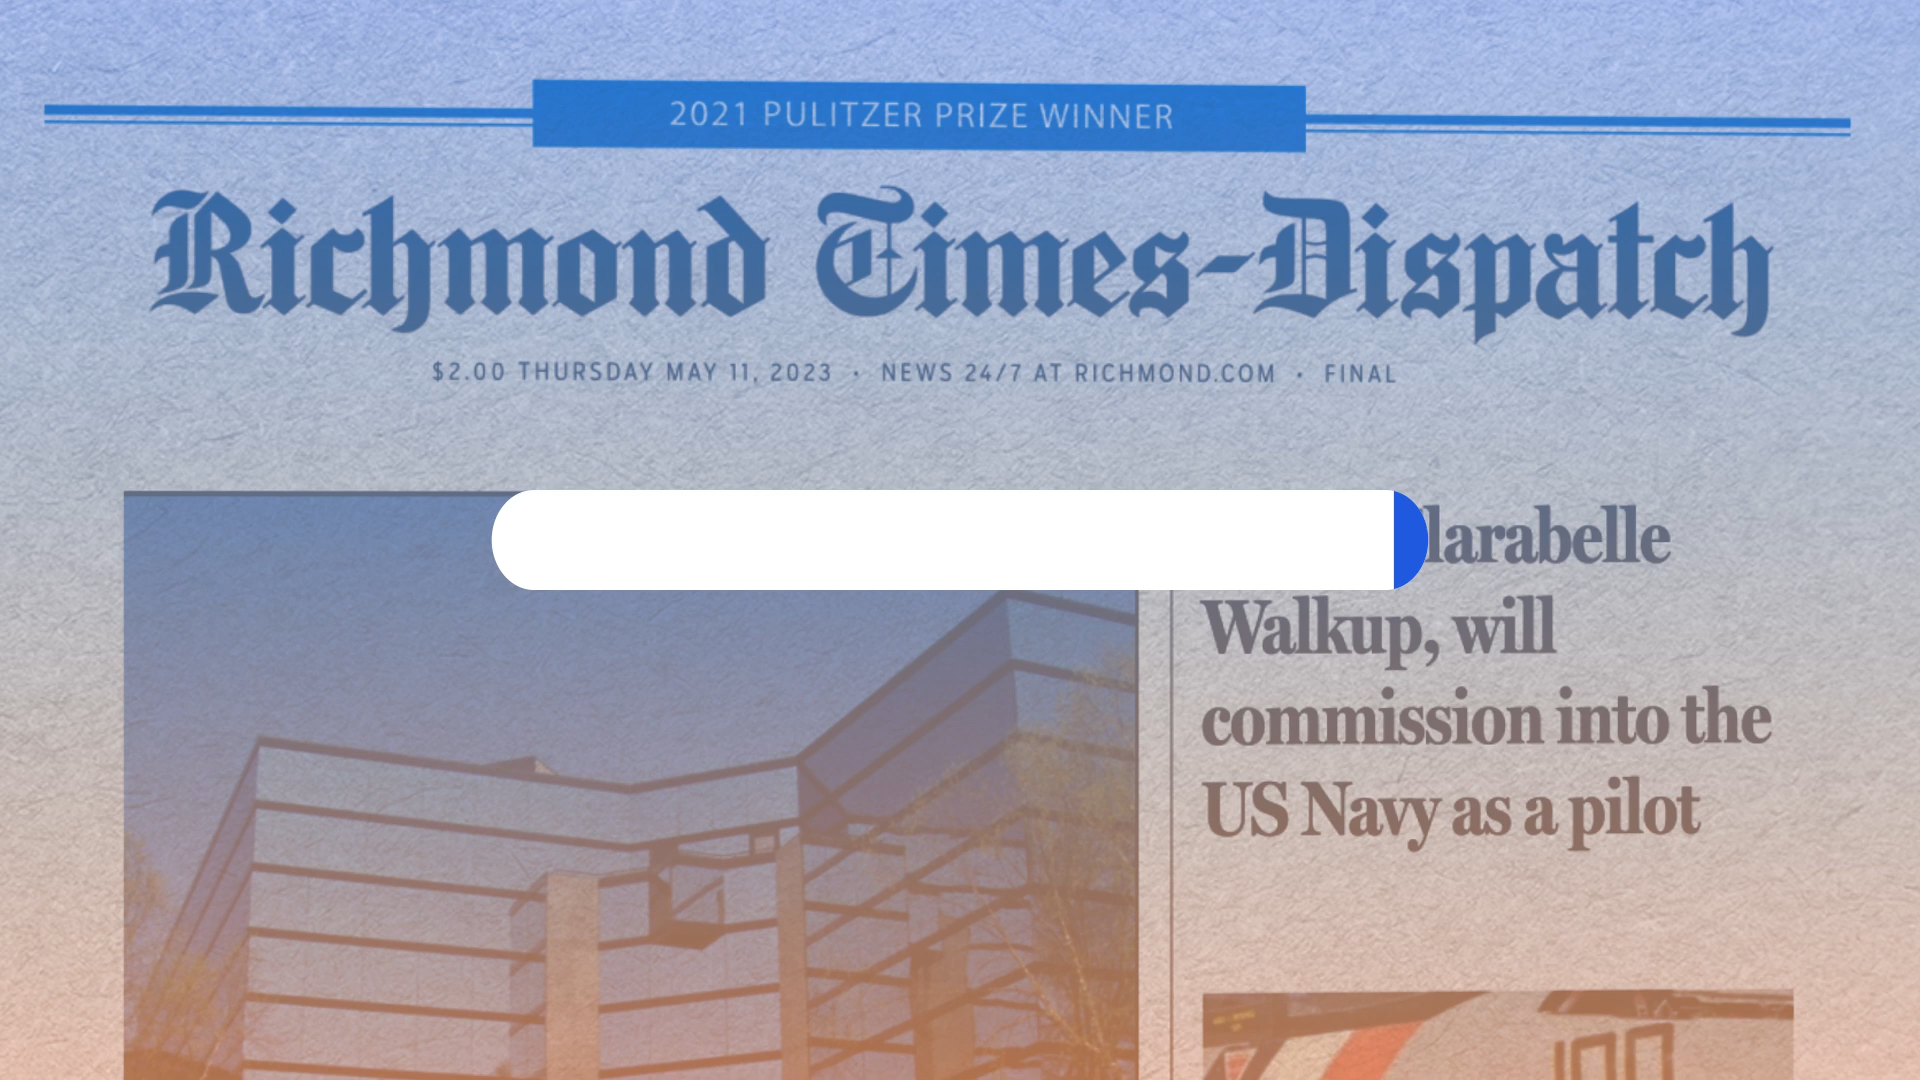 2021 PULITZER PRIZE WINNER
Richmond Times-Dispatch
$2.00 THURSDAY MAY 11, 2023 • NEWS 24/7 AT RICHMOND.COM • FINAL
larabelle
Walkup, will
commission into the
US Navy as a pilot